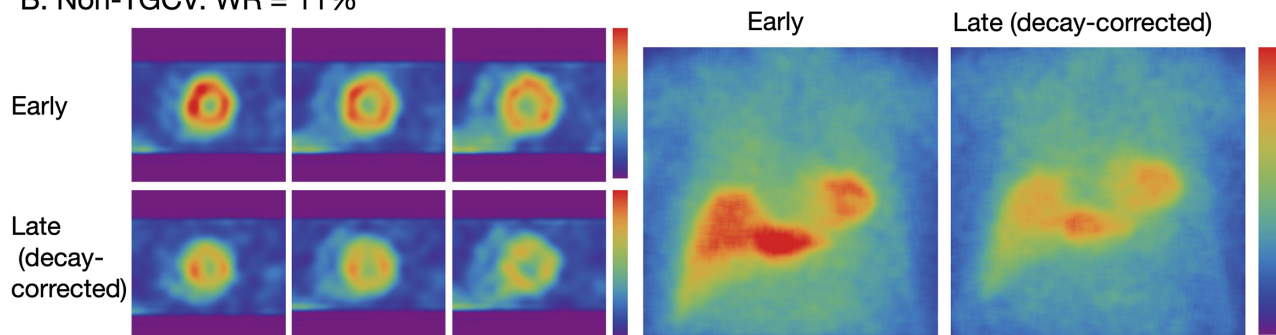 B. Non-TGCV: WR = 11%
Early
Late (decay-corrected)
Early
Late
(decay-
corrected)